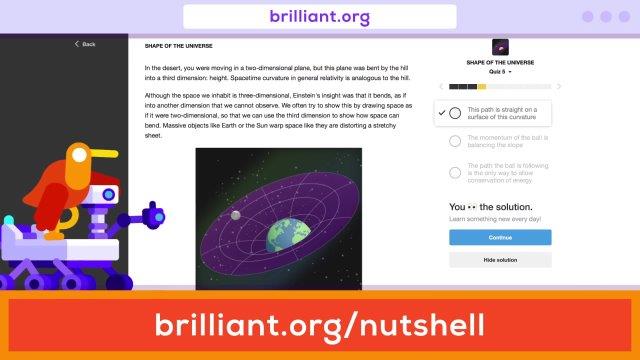 brilliant.org
Back
SHAPE OF THE UNIVERSE
In the desert, you were moving in a two-dimensional plane, but this plane was bent by the hill
into a third dimension: height. Spacetime curvature in general relativity is analogous to the hill.
Although the space we inhabit is three-dimensional, Einstein's insight was that it bends, as if
into another dimension that we cannot observe. We often try to show this by drawing space as
if it were two-dimensional, so that we can use the third dimension to show how space can
bend. Massive objects like Earth or the Sun warp space like they are distorting a stretchy
sheet.
SHAPE OF THE UNIVERSE
Quiz 5
This path is straight on a
surface of this curvature
The momentum of the ball is
balancing the slope
The path the ball is following
is the only way to allow
conservation of energy.
You 👀 the solution.
Learn something new every day!
Continue
Hide solution
brilliant.org/nutshell